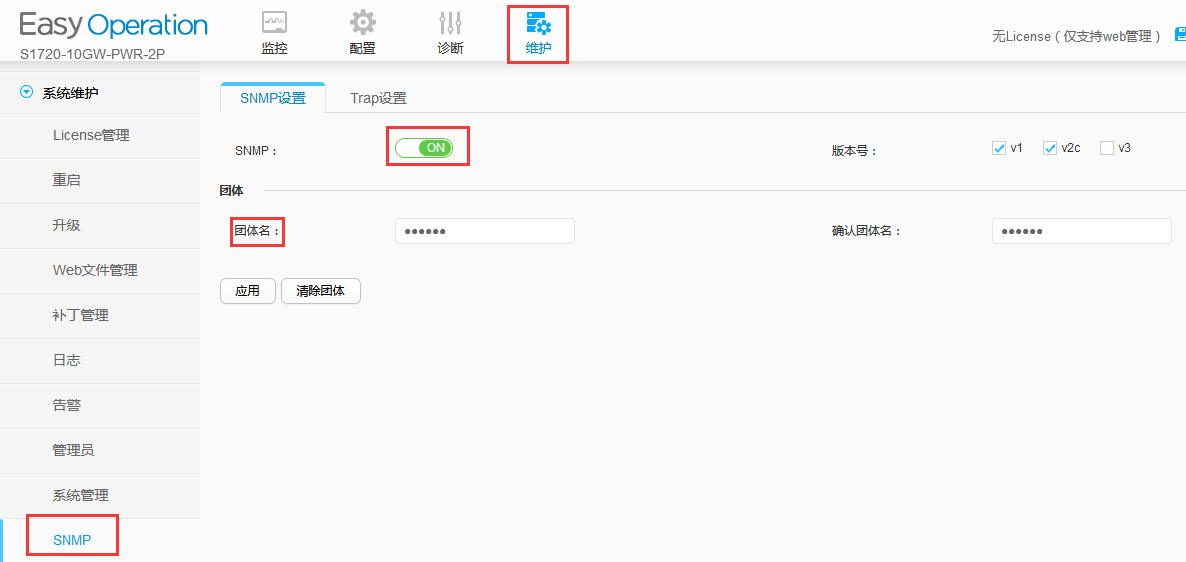 Easy Operation
S1720-10GW-PWR-2P
监控
配置
诊断
维护
无License（仅支持web管理）
系统维护
License管理
重启
升级
Web文件管理
补丁管理
日志
告警
管理员
系统管理
SNMP
SNMP设置
Trap设置
SNMP：
ON
版本号：
v1
v2c
v3
团体
团体名：
••••••
确认团体名：
••••••
应用
清除团体